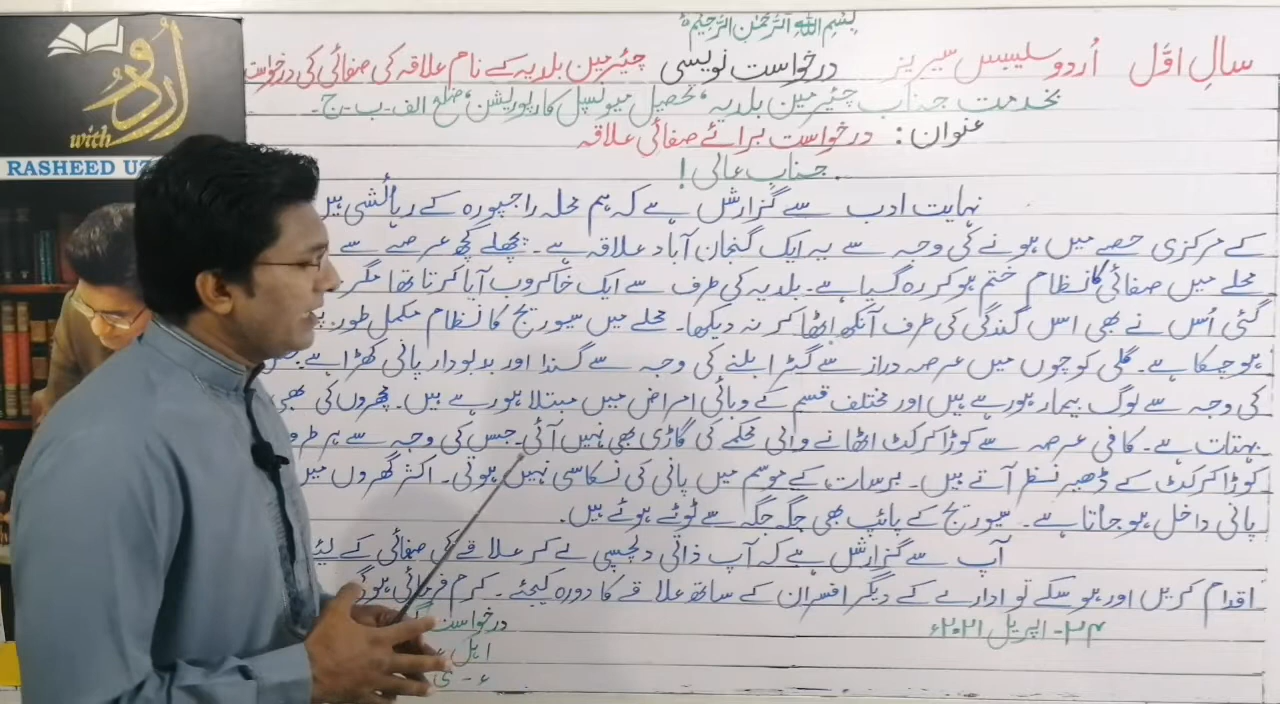 بِسْمِ اللہِ الرَّحْمٰنِ الرَّحِیْمِ
سالِ اوّل اُردو سلیبس سیریز درخواست نویسی چیئرمین بلدیہ کے نام علاقہ کی صفائی کی درخواست
بخدمت جناب چیئرمین بلدیہ، تحصیل میونسپل کارپوریشن، ضلع الف۔ب۔ج۔
عنوان: درخواست برائے صفائی علاقہ
جنابِ عالی!
نہایت ادب سے گزارش ہے کہ ہم محلہ راجپورہ کے رہائشی ہیں
کے مرکزی حصے میں ہونے کی وجہ سے یہ ایک گنجان آباد علاقہ ہے۔ پچھلے کچھ عرصہ سے
محلے میں صفائی کا نظام ختم ہو کر رہ گیا ہے۔ بلدیہ کی طرف سے ایک خاکروب آیا کرتا تھا مگر
گئی اُس نے بھی اس گندگی کی طرف آنکھ اٹھا کر نہ دیکھا۔ محلے میں سیوریج کا نظام مکمل طور
ہو چکا ہے۔ گلی کوچوں میں عرصہ دراز سے گٹر ابلنے کی وجہ سے گندا اور بدبودار پانی کھڑا ہے
کی وجہ سے لوگ بیمار ہو رہے ہیں اور مختلف قسم کے وبائی امراض میں مبتلا ہو رہے ہیں۔ مچھروں کی بھی
بہتات ہے۔ کافی عرصہ سے کوڑا کرکٹ اٹھانے والی محکمے کی گاڑی بھی نہیں آئی۔ جس کی وجہ سے ہر طرف
کوڑا کرکٹ کے ڈھیر نظر آتے ہیں۔ برسات کے موسم میں پانی کی نکاسی نہیں ہوتی۔ اکثر گھروں میں
پانی داخل ہو جاتا ہے۔ سیوریج کے پائپ بھی جگہ جگہ سے ٹوٹے ہوئے ہیں۔
آپ سے گزارش ہے کہ آپ ذاتی دلچسپی لے کر علاقے کی صفائی کے لئے
اقدام کریں اور ہو سکے تو ادارے کے دیگر افسران کے ساتھ علاقے کا دورہ کیجئے۔ کرم فرمائی ہو گی
۲۴۔ اپریل ۲۰۲۱ء
درخواست
اہل
ء۔ی
اردو
with
RASHEED UZ